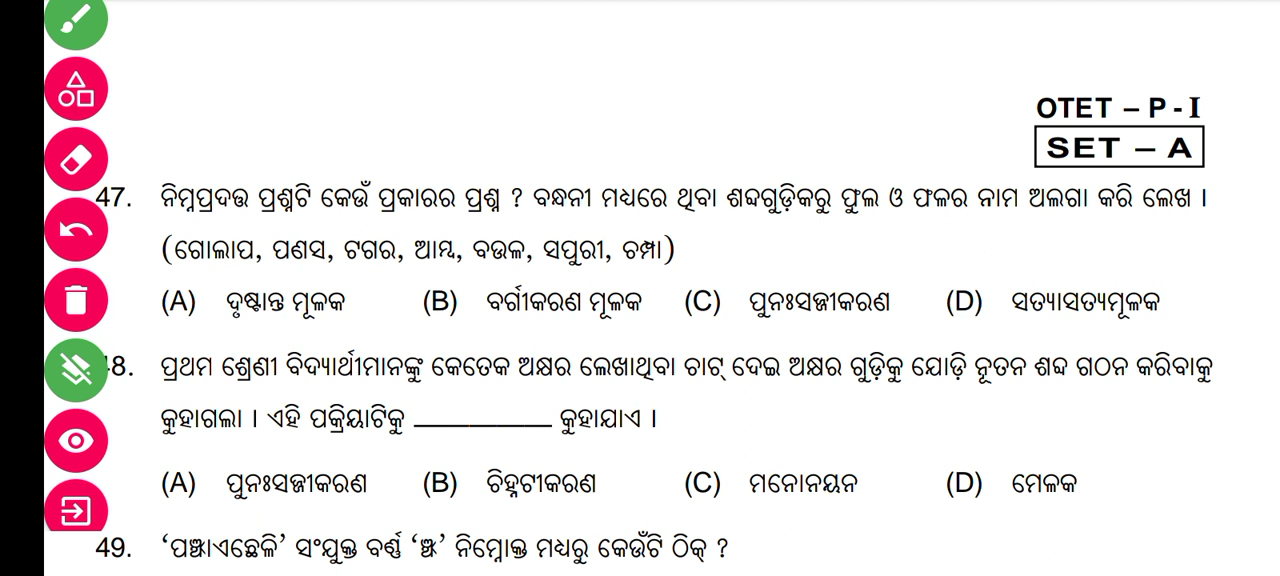 OTET – P - I
SET – A
47. ନିମ୍ନପ୍ରଦତ୍ତ ପ୍ରଶ୍ନଟି କେଉଁ ପ୍ରକାରର ପ୍ରଶ୍ନ ? ବନ୍ଧନୀ ମଧ୍ୟରେ ଥିବା ଶବ୍ଦଗୁଡ଼ିକରୁ ଫୁଲ ଓ ଫଳର ନାମ ଅଲଗା କରି ଲେଖ ।
(ଗୋଲାପ, ପଣସ, ଟଗର, ଆମ୍ବ, ବଉଳ, ସପୁରୀ, ଚମ୍ପା)
(A) ଦୃଷ୍ଟାନ୍ତ ମୂଳକ (B) ବର୍ଗୀକରଣ ମୂଳକ (C) ପୁନଃସଜ୍ଜୀକରଣ (D) ସତ୍ୟାସତ୍ୟମୂଳକ
48. ପ୍ରଥମ ଶ୍ରେଣୀ ବିଦ୍ୟାର୍ଥୀମାନଙ୍କୁ କେତେକ ଅକ୍ଷର ଲେଖାଥିବା ଚାଟ୍ ଦେଇ ଅକ୍ଷର ଗୁଡ଼ିକୁ ଯୋଡ଼ି ନୂତନ ଶବ୍ଦ ଗଠନ କରିବାକୁ
କୁହାଗଲା । ଏହି ପକ୍ରିୟାଟିକୁ __________ କୁହାଯାଏ ।
(A) ପୁନଃସଜ୍ଜୀକରଣ (B) ଚିହ୍ନଟୀକରଣ (C) ମନୋନୟନ (D) ମେଳକ
49. ‘ପଞ୍ଝାଏଛେଳି’ ସଂଯୁକ୍ତ ବର୍ଣ୍ଣ ‘ଞ୍ଝ’ ନିମ୍ନୋକ୍ତ ମଧ୍ୟରୁ କେଉଁଟି ଠିକ୍ ?